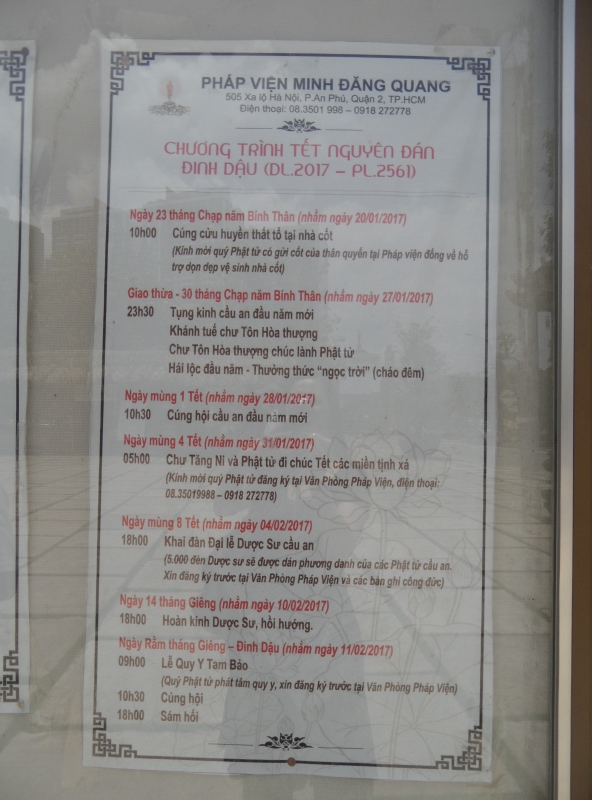 PHÁP VIỆN MINH ĐĂNG QUANG
505 Xa lộ Hà Nội, P.An Phú, Quận 2, TP.HCM
Điện thoại: 08.3501 998 – 0918 272778
CHƯƠNG TRÌNH TẾT NGUYÊN ĐÁN
ĐINH DẬU (DL.2017 – PL.2561)
Ngày 23 tháng Chạp năm Bính Thân (nhằm ngày 20/01/2017)
10h00 Cúng cửu huyền thất tổ tại nhà cốt
(Kính mời quý Phật tử có gửi cốt của thân quyến tại Pháp viện đồng về hỗ
trợ dọn dẹp vệ sinh nhà cốt)
Giao thừa - 30 tháng Chạp năm Bính Thân (nhằm ngày 27/01/2017)
23h30 Tụng kinh cầu an đầu năm mới
Khánh tuế chư Tôn Hòa thượng
Chư Tôn Hòa thượng chúc lành Phật tử
Hái lộc đầu năm - Thưởng thức “ngọc trời” (cháo đêm)
Ngày mùng 1 Tết (nhằm ngày 28/01/2017)
10h30 Cúng hội cầu an đầu năm mới
Ngày mùng 4 Tết (nhằm ngày 31/01/2017)
05h00 Chư Tăng Ni và Phật tử đi chúc Tết các miền tịnh xá
(Kính mời quý Phật tử đăng ký tại Văn Phòng Pháp Viện, điện thoại:
08.35019988 – 0918 272778)
Ngày mùng 8 Tết (nhằm ngày 04/02/2017)
18h00 Khai đàn Đại lễ Dược Sư cầu an
(5.000 đèn Dược sư sẽ được dán phương danh của các Phật tử cầu an.
Xin đăng ký trước tại Văn Phòng Pháp Viện và các bàn ghi công đức)
Ngày 14 tháng Giêng (nhằm ngày 10/02/2017)
18h00 Hoàn kinh Dược Sư, hồi hướng.
Ngày Rằm tháng Giêng – Đinh Dậu (nhằm ngày 11/02/2017)
09h00 Lễ Quy Y Tam Bảo
(Quý Phật tử phát tâm quy y, xin đăng ký trước tại Văn Phòng Pháp Viện)
10h30 Cúng hội
18h00 Sám hối